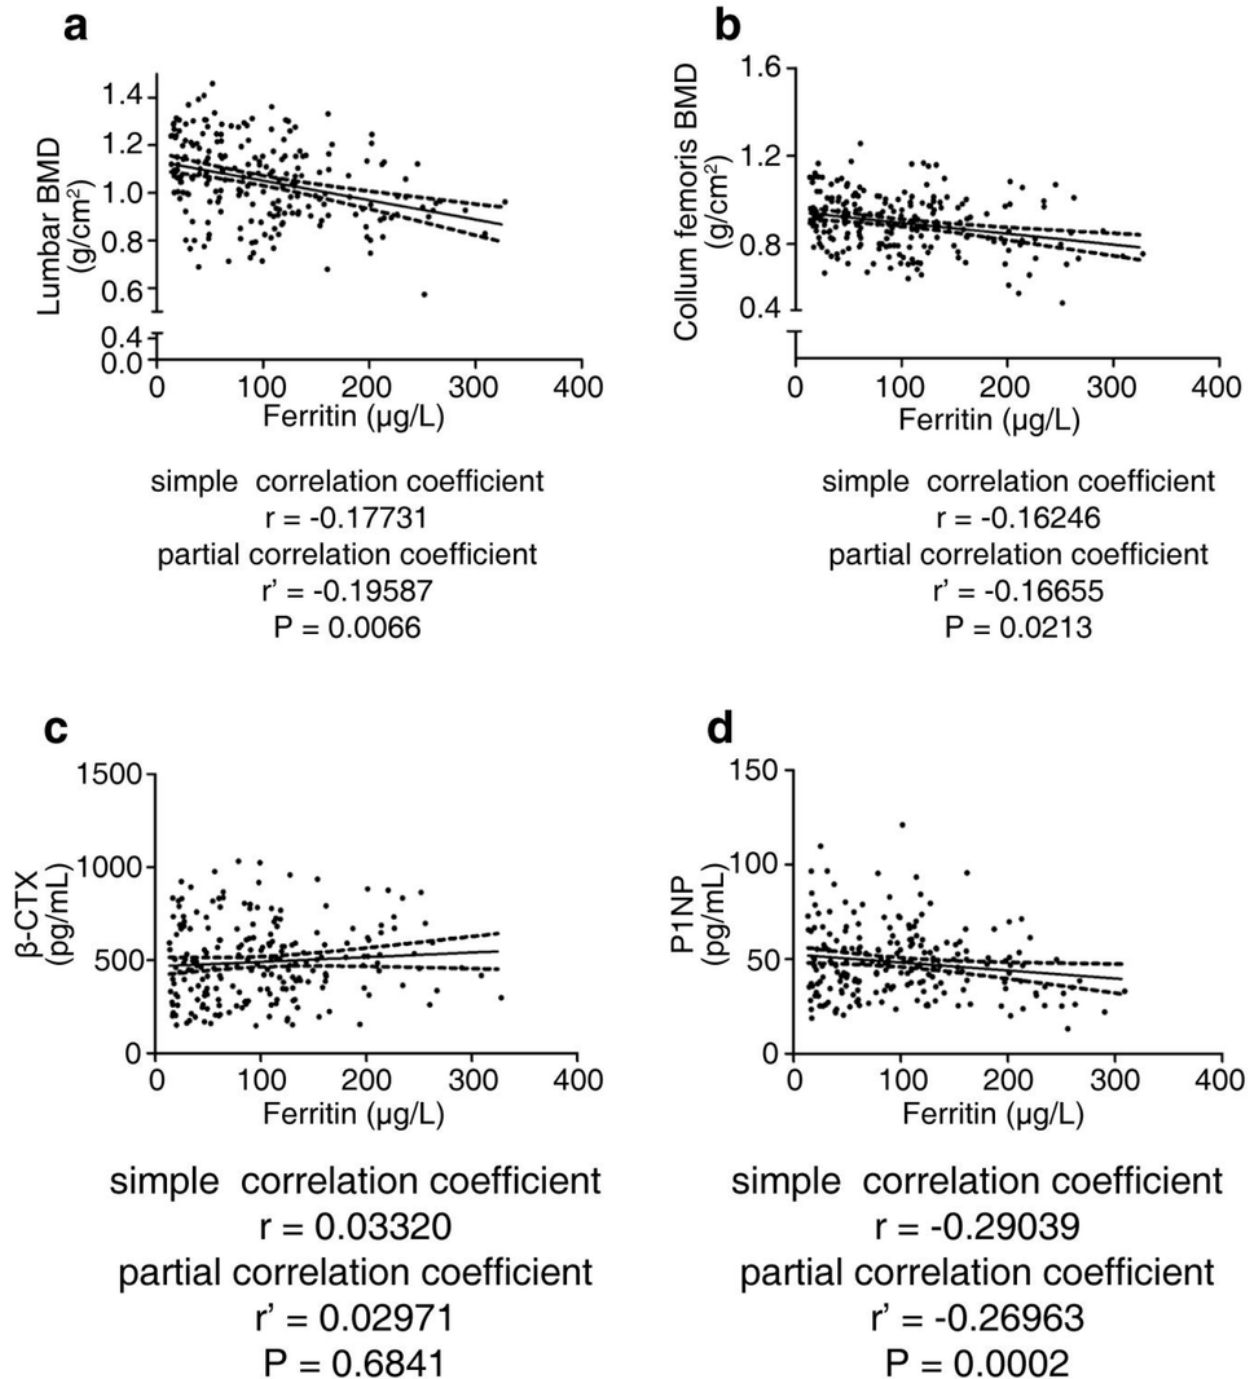 a
1.4
1.2
1.0
0.8
0.6
0.4
0.0
Lumbar BMD
(g/cm²)
0 100 200 300 400
Ferritin (µg/L)
simple correlation coefficient
r = -0.17731
partial correlation coefficient
r’ = -0.19587
P = 0.0066
b
1.6
1.2
0.8
0.4
Collum femoris BMD
(g/cm²)
0 100 200 300 400
Ferritin (µg/L)
simple correlation coefficient
r = -0.16246
partial correlation coefficient
r’ = -0.16655
P = 0.0213
c
1500
1000
500
0
β-CTX
(pg/mL)
0 100 200 300 400
Ferritin (µg/L)
simple correlation coefficient
r = 0.03320
partial correlation coefficient
r’ = 0.02971
P = 0.6841
d
150
100
50
0
P1NP
(pg/mL)
0 100 200 300 400
Ferritin (µg/L)
simple correlation coefficient
r = -0.29039
partial correlation coefficient
r’ = -0.26963
P = 0.0002